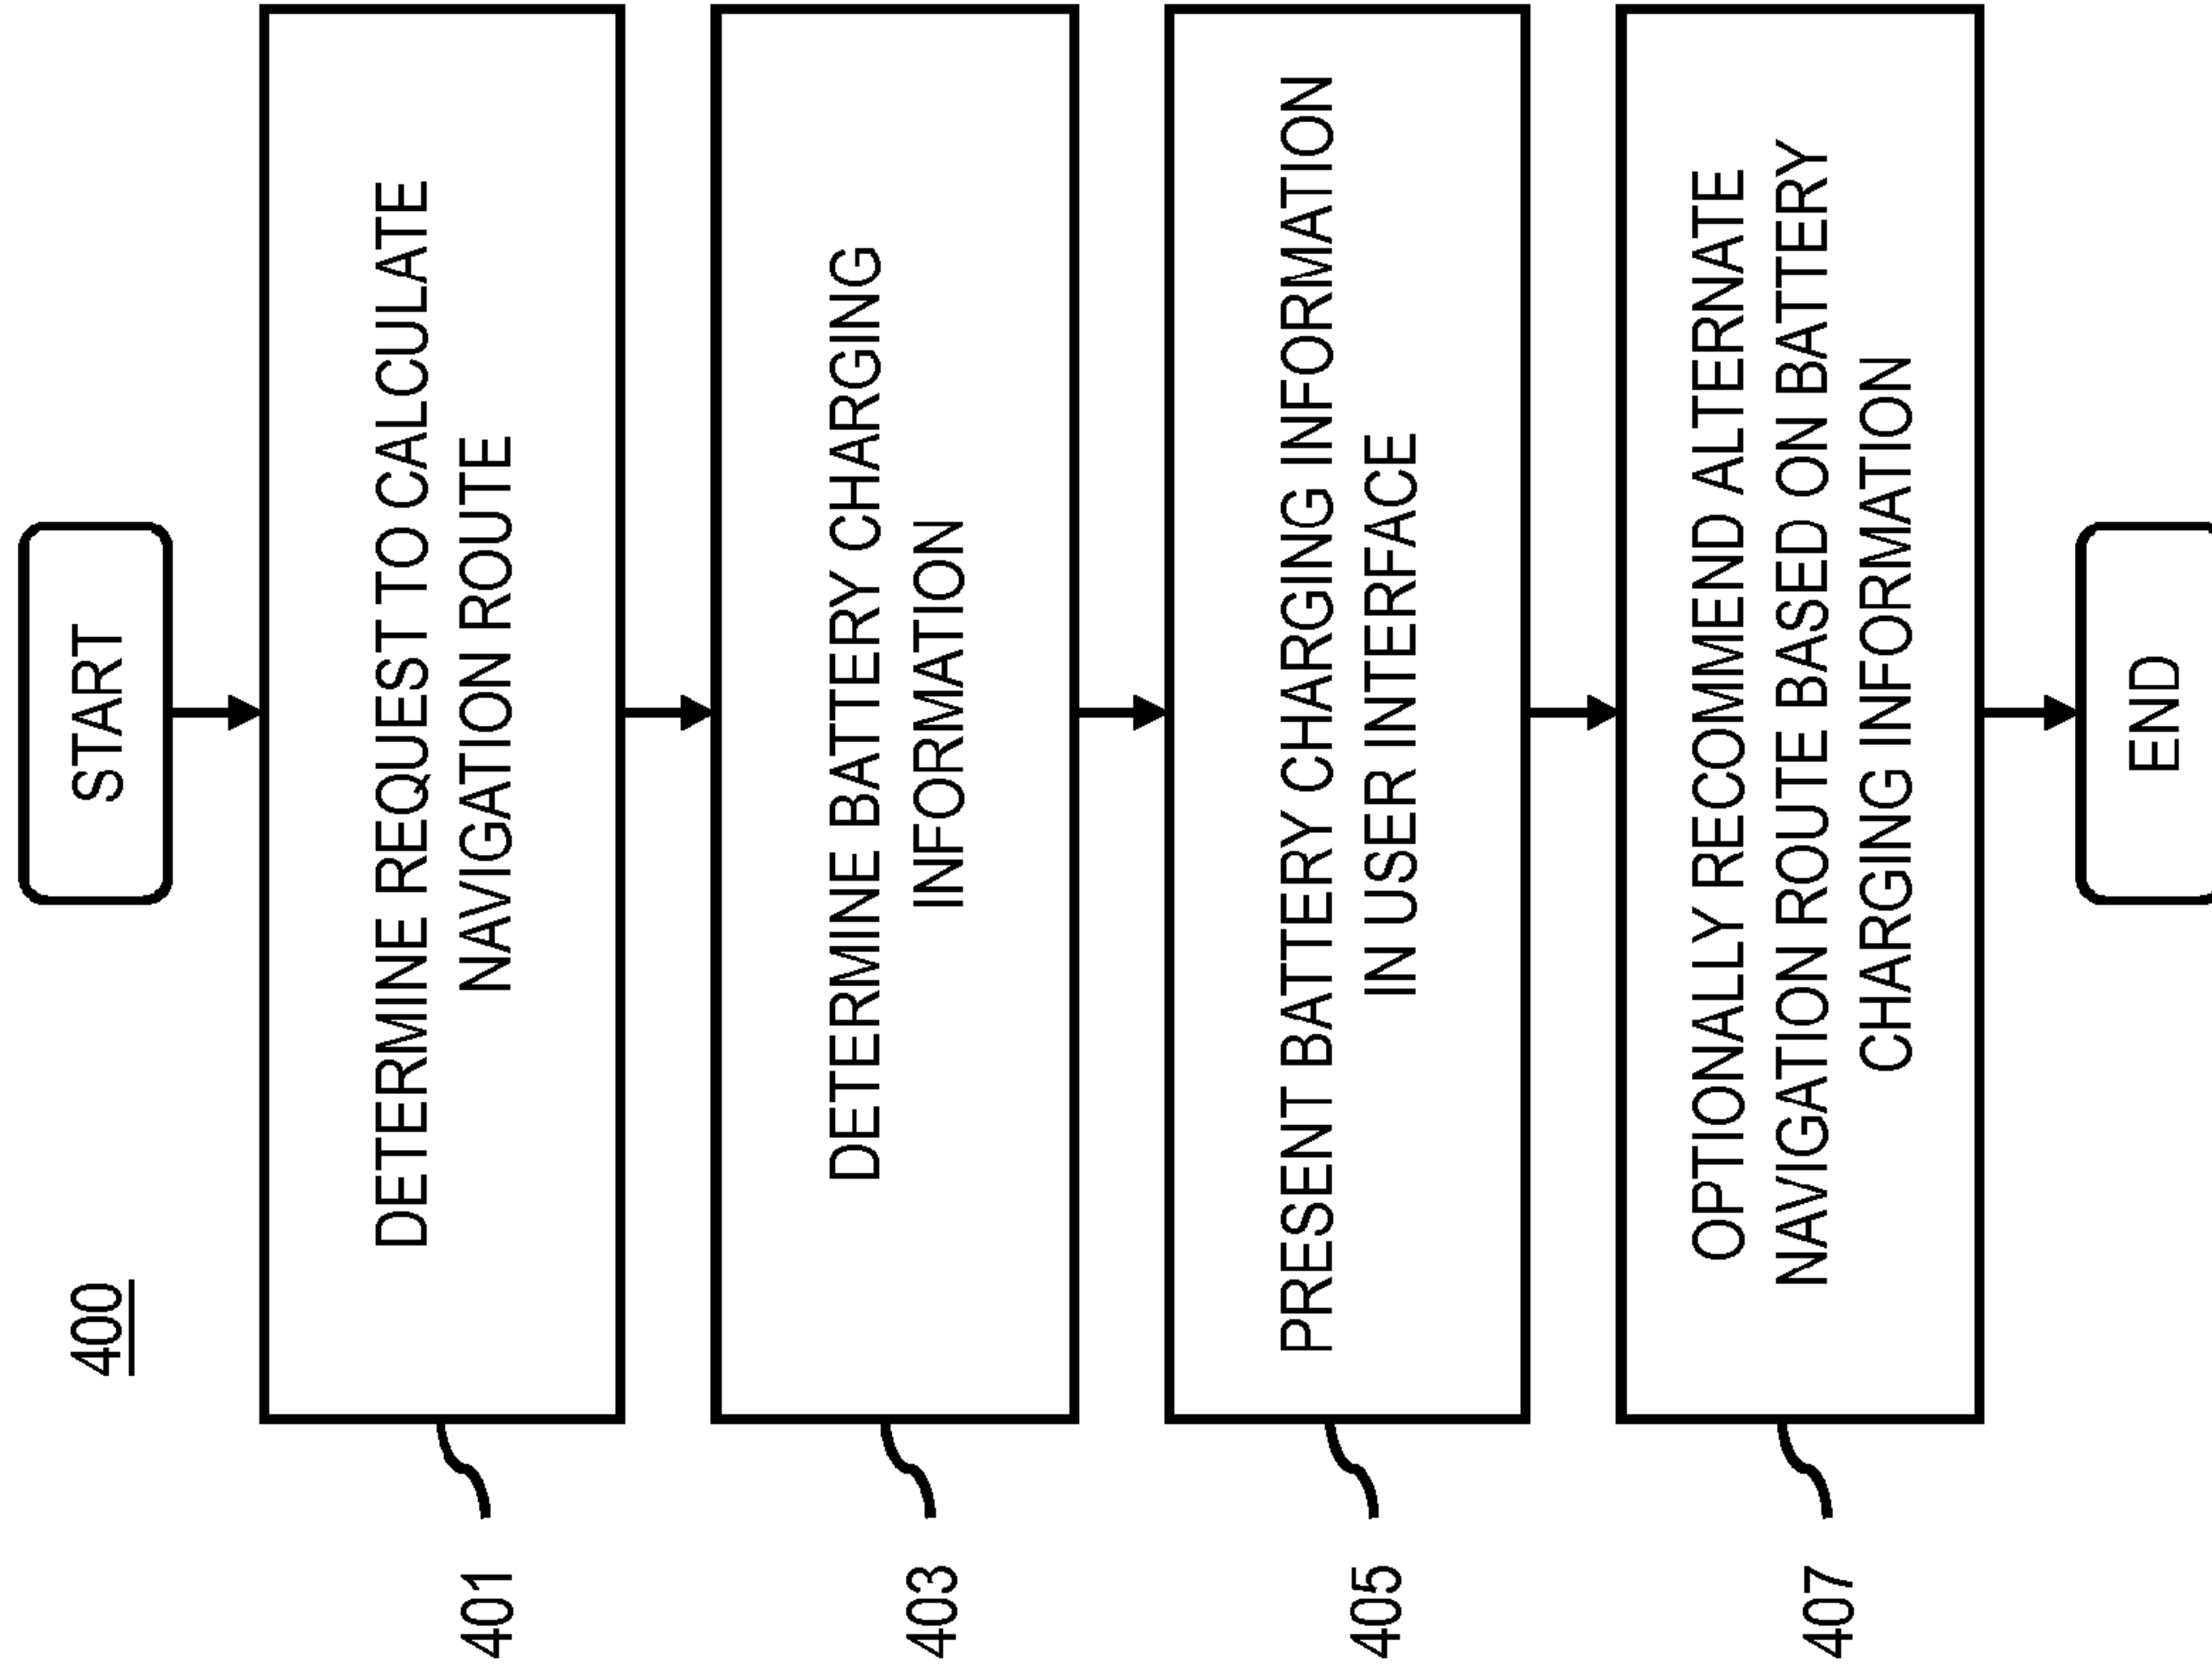 400
START
401
DETERMINE REQUEST TO CALCULATE
NAVIGATION ROUTE
403
DETERMINE BATTERY CHARGING
INFORMATION
405
PRESENT BATTERY CHARGING INFORMATION
IN USER INTERFACE
407
OPTIONALLY RECOMMEND ALTERNATE
NAVIGATION ROUTE BASED ON BATTERY
CHARGING INFORMATION
END